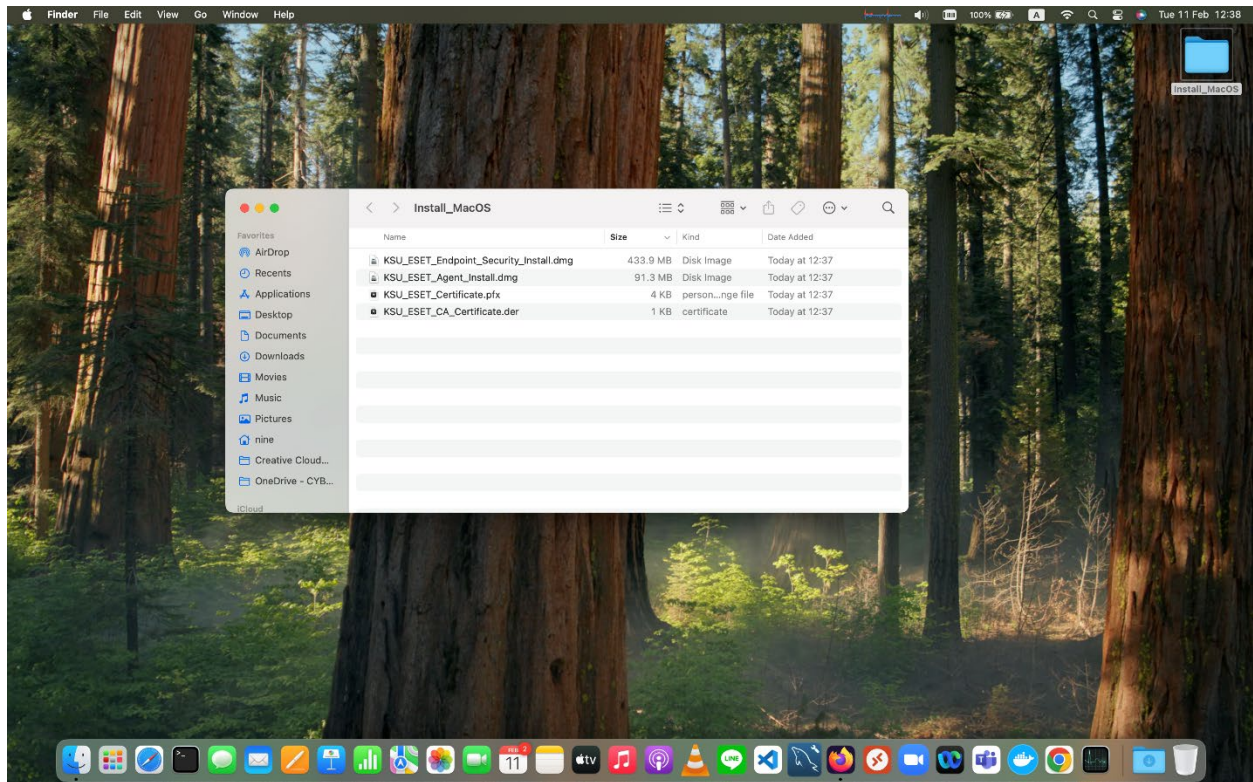 Finder File Edit View Go Window Help 100% A Tue 11 Feb 12:38
Install_MacOS
Install_MacOS
Favorites
AirDrop
Recents
Applications
Desktop
Documents
Downloads
Movies
Music
Pictures
nine
Creative Cloud...
OneDrive - CYB...
iCloud
Name Size Kind Date Added
KSU_ESET_Endpoint_Security_Install.dmg 433.9 MB Disk Image Today at 12:37
KSU_ESET_Agent_Install.dmg 91.3 MB Disk Image Today at 12:37
KSU_ESET_Certificate.pfx 4 KB person...nge file Today at 12:37
KSU_ESET_CA_Certificate.der 1 KB certificate Today at 12:37
FEB 2
11
tv
LINE